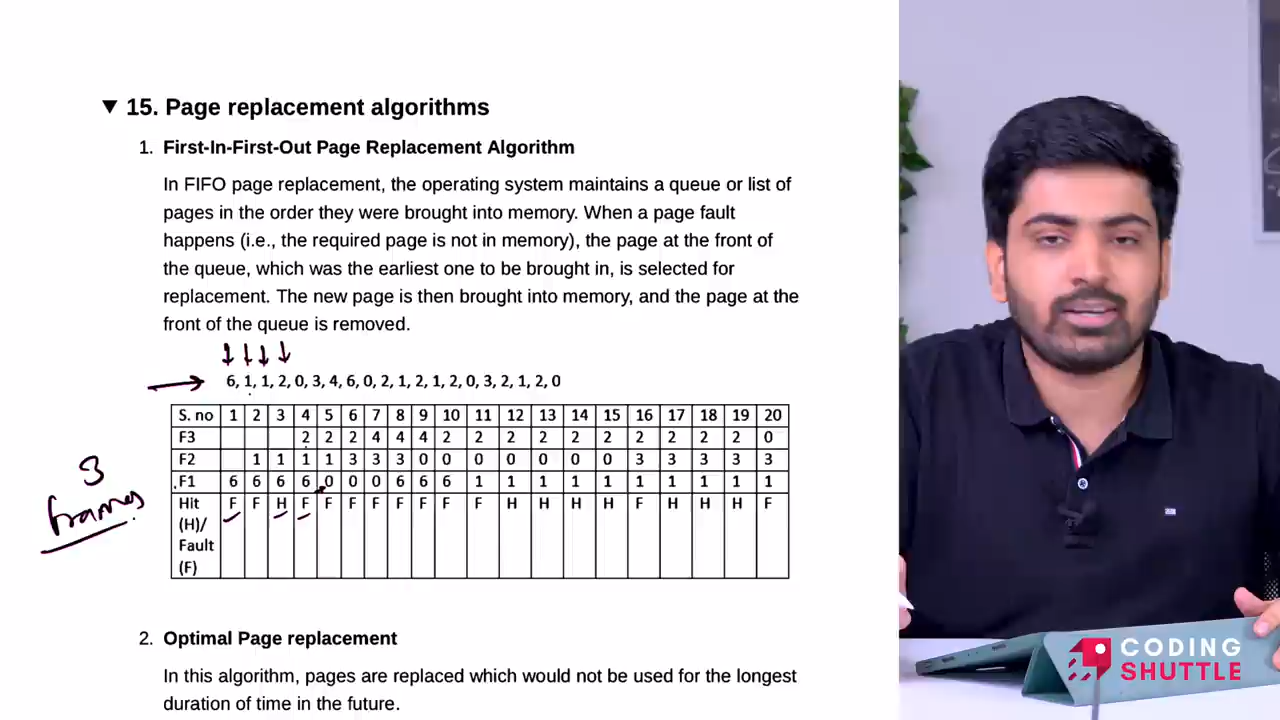 ▼ 15. Page replacement algorithms
1. First-In-First-Out Page Replacement Algorithm
In FIFO page replacement, the operating system maintains a queue or list of
pages in the order they were brought into memory. When a page fault
happens (i.e., the required page is not in memory), the page at the front of
the queue, which was the earliest one to be brought in, is selected for
replacement. The new page is then brought into memory, and the page at the
front of the queue is removed.
6, 1, 1, 2, 0, 3, 4, 6, 0, 2, 1, 2, 1, 2, 0, 3, 2, 1, 2, 0
S. no 1 2 3 4 5 6 7 8 9 10 11 12 13 14 15 16 17 18 19 20
F3 2 2 2 4 4 4 2 2 2 2 2 2 2 2 2 2 0
F2 1 1 1 1 3 3 3 0 0 0 0 0 0 0 3 3 3 3 3
F1 6 6 6 6 0 0 0 6 6 6 1 1 1 1 1 1 1 1 1 1
Hit F F H F F F F F F F F H H H H F H H H F
(H)/
Fault
(F)
3
frames
2. Optimal Page replacement
In this algorithm, pages are replaced which would not be used for the longest
duration of time in the future.
CODING
SHUTTLE